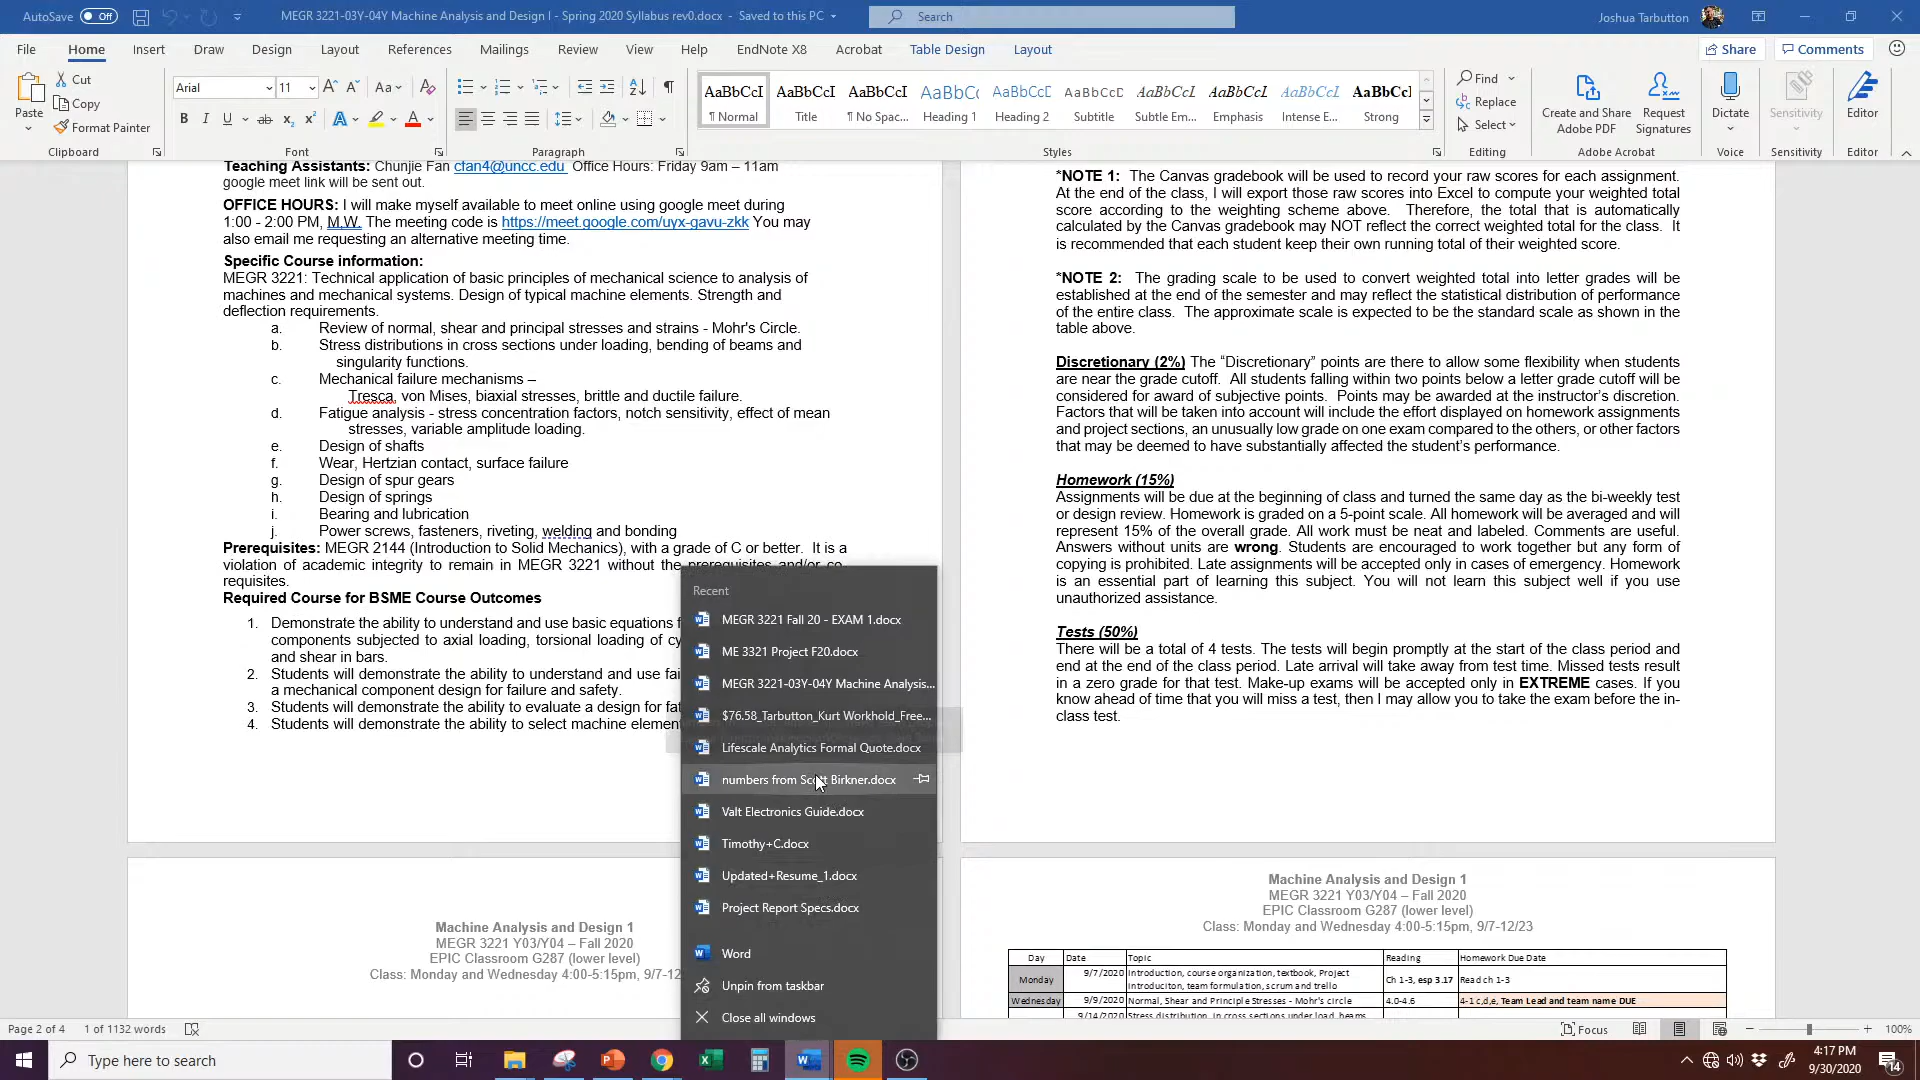 AutoSave Off MEGR 3221-03Y-04Y Machine Analysis and Design I - Spring 2020 Syllabus rev0.docx - Saved to this PC Search Joshua Tarbutton
File Home Insert Draw Design Layout References Mailings Review View Help EndNote X8 Acrobat Table Design Layout Share Comments
Paste Cut Copy Format Painter
Clipboard
Arial 11
Font
Paragraph
AaBbCcI AaBbCcI AaBbCcI AaBbCc AaBbCcD AaBbCcD AaBbCcI AaBbCcI AaBbCcI AaBbCcI
¶ Normal Title ¶ No Spac... Heading 1 Heading 2 Subtitle Subtle Em... Emphasis Intense E... Strong
Styles
Find
Replace
Select
Editing
Create and Share Adobe PDF
Request Signatures
Adobe Acrobat
Dictate
Voice
Sensitivity
Sensitivity
Editor
Editor
Teaching Assistants: Chunjie Fan cfan4@uncc.edu Office Hours: Friday 9am – 11am
google meet link will be sent out.
OFFICE HOURS: I will make myself available to meet online using google meet during
1:00 - 2:00 PM, M,W. The meeting code is https://meet.google.com/uyx-gavu-zkk You may
also email me requesting an alternative meeting time.
Specific Course information:
MEGR 3221: Technical application of basic principles of mechanical science to analysis of
machines and mechanical systems. Design of typical machine elements. Strength and
deflection requirements.
a. Review of normal, shear and principal stresses and strains - Mohr's Circle.
b. Stress distributions in cross sections under loading, bending of beams and
singularity functions.
c. Mechanical failure mechanisms –
Tresca, von Mises, biaxial stresses, brittle and ductile failure.
d. Fatigue analysis - stress concentration factors, notch sensitivity, effect of mean
stresses, variable amplitude loading.
e. Design of shafts
f. Wear, Hertzian contact, surface failure
g. Design of spur gears
h. Design of springs
i. Bearing and lubrication
j. Power screws, fasteners, riveting, welding and bonding
Prerequisites: MEGR 2144 (Introduction to Solid Mechanics), with a grade of C or better. It is a
violation of academic integrity to remain in MEGR 3221 without the prerequisites and/or co-
requisites.
Required Course for BSME Course Outcomes
1. Demonstrate the ability to understand and use basic equations f
components subjected to axial loading, torsional loading of cy
and shear in bars.
2. Students will demonstrate the ability to understand and use fai
a mechanical component design for failure and safety.
3. Students will demonstrate the ability to evaluate a design for fat
4. Students will demonstrate the ability to select machine elemen
Machine Analysis and Design 1
MEGR 3221 Y03/Y04 – Fall 2020
EPIC Classroom G287 (lower level)
Class: Monday and Wednesday 4:00-5:15pm, 9/7-12
*NOTE 1: The Canvas gradebook will be used to record your raw scores for each assignment.
At the end of the class, I will export those raw scores into Excel to compute your weighted total
score according to the weighting scheme above. Therefore, the total that is automatically
calculated by the Canvas gradebook may NOT reflect the correct weighted total for the class. It
is recommended that each student keep their own running total of their weighted score.
*NOTE 2: The grading scale to be used to convert weighted total into letter grades will be
established at the end of the semester and may reflect the statistical distribution of performance
of the entire class. The approximate scale is expected to be the standard scale as shown in the
table above.
Discretionary (2%) The “Discretionary” points are there to allow some flexibility when students
are near the grade cutoff. All students falling within two points below a letter grade cutoff will be
considered for award of subjective points. Points may be awarded at the instructor’s discretion.
Factors that will be taken into account will include the effort displayed on homework assignments
and project sections, an unusually low grade on one exam compared to the others, or other factors
that may be deemed to have substantially affected the student’s performance.
Homework (15%)
Assignments will be due at the beginning of class and turned the same day as the bi-weekly test
or design review. Homework is graded on a 5-point scale. All homework will be averaged and will
represent 15% of the overall grade. All work must be neat and labeled. Comments are useful.
Answers without units are wrong. Students are encouraged to work together but any form of
copying is prohibited. Late assignments will be accepted only in cases of emergency. Homework
is an essential part of learning this subject. You will not learn this subject well if you use
unauthorized assistance.
Tests (50%)
There will be a total of 4 tests. The tests will begin promptly at the start of the class period and
end at the end of the class period. Late arrival will take away from test time. Missed tests result
in a zero grade for that test. Make-up exams will be accepted only in EXTREME cases. If you
know ahead of time that you will miss a test, then I may allow you to take the exam before the in-
class test.
Machine Analysis and Design 1
MEGR 3221 Y03/Y04 – Fall 2020
EPIC Classroom G287 (lower level)
Class: Monday and Wednesday 4:00-5:15pm, 9/7-12/23
Day Date Topic Reading Homework Due Date
Monday 9/7/2020 Introduction, course organization, textbook, Project introduciton, team formulation, scrum and trello Ch 1-3, esp 3.17 Read ch 1-3
Wednesday 9/9/2020 Normal, Shear and Principle Stresses - Mohr's circle 4.0-4.6 4-1 c,d,e, Team Lead and team name DUE
9/14/2020 Stress distribution, in cross sections under load, beams
Recent
MEGR 3221 Fall 20 - EXAM 1.docx
ME 3321 Project F20.docx
MEGR 3221-03Y-04Y Machine Analysis...
$76.58_Tarbutton_Kurt Workhold_Free...
Lifescale Analytics Formal Quote.docx
numbers from Scott Birkner.docx
Valt Electronics Guide.docx
Timothy+C.docx
Updated+Resume_1.docx
Project Report Specs.docx
Word
Unpin from taskbar
Close all windows
Page 2 of 4 1 of 1132 words Focus 100%
Type here to search
4:17 PM
9/30/2020
14